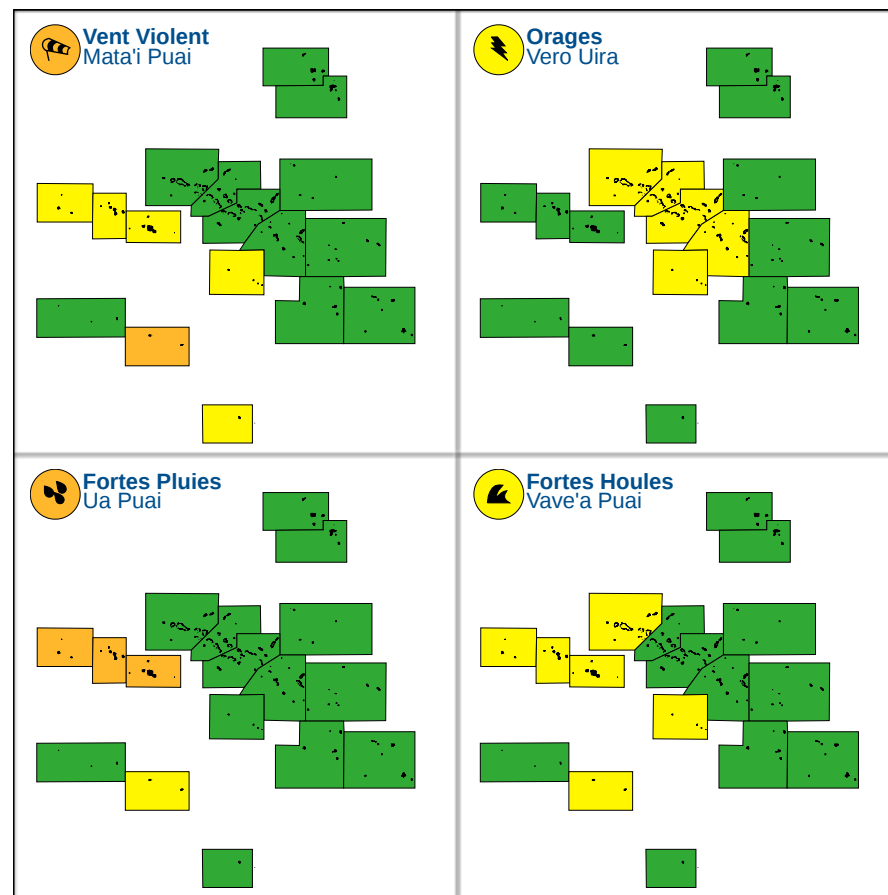 Vent Violent
Mata'i Puai
Orages
Vero Uira
Fortes Pluies
Ua Puai
Fortes Houles
Vave'a Puai